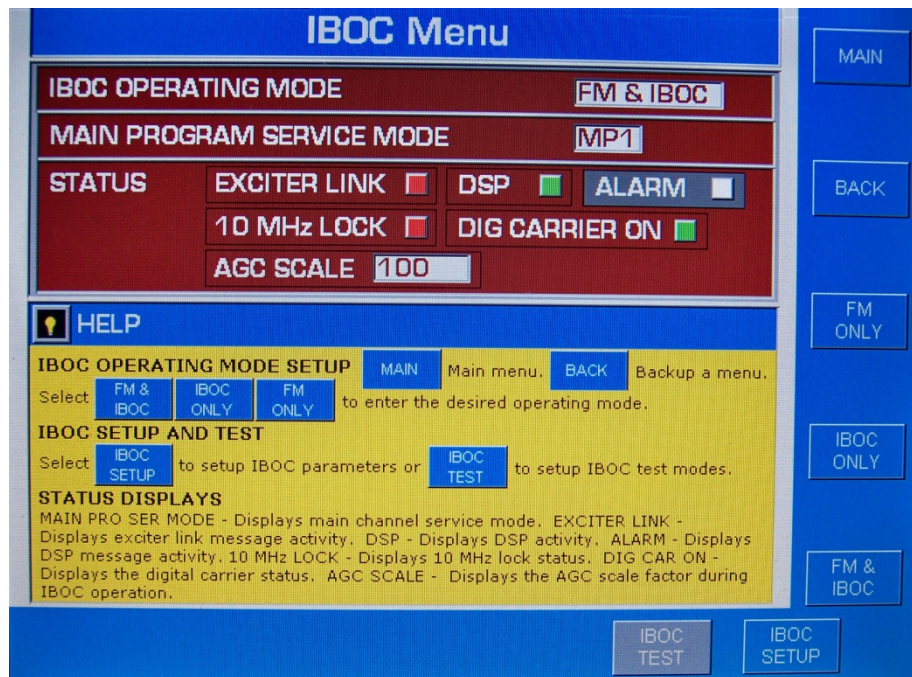 IBOC Menu
IBOC OPERATING MODE FM & IBOC
MAIN PROGRAM SERVICE MODE MP1
STATUS EXCITER LINK DSP ALARM
10 MHz LOCK DIG CARRIER ON
AGC SCALE 100
HELP
IBOC OPERATING MODE SETUP MAIN Main menu. BACK Backup a menu.
Select FM & IBOC IBOC ONLY FM ONLY to enter the desired operating mode.
IBOC SETUP AND TEST
Select IBOC SETUP to setup IBOC parameters or IBOC TEST to setup IBOC test modes.
STATUS DISPLAYS
MAIN PRO SER MODE - Displays main channel service mode. EXCITER LINK -
Displays exciter link message activity. DSP - Displays DSP activity. ALARM - Displays
DSP message activity. 10 MHz LOCK - Displays 10 MHz lock status. DIG CAR ON -
Displays the digital carrier status. AGC SCALE - Displays the AGC scale factor during
IBOC operation.
MAIN
BACK
FM
ONLY
IBOC
ONLY
FM &
IBOC
IBOC
TEST
IBOC
SETUP